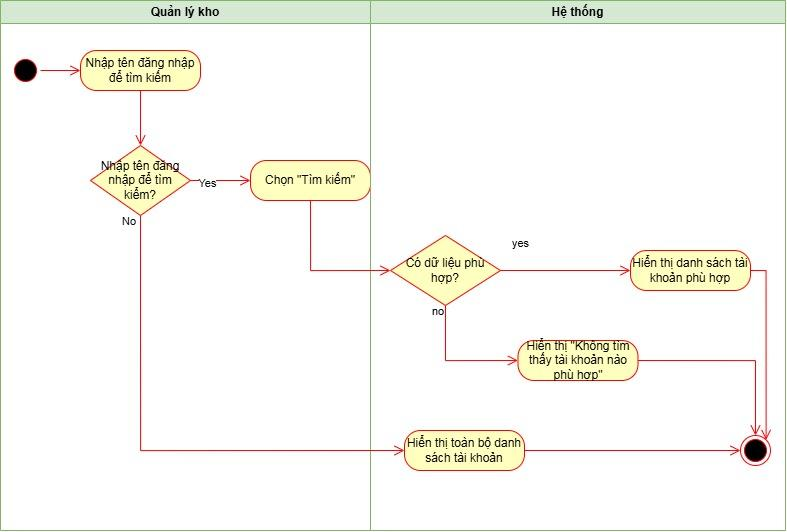 Quản lý kho
Hệ thống
Nhập tên đăng nhập
để tìm kiếm
Nhập tên đăng
nhập để tìm
kiếm?
Yes
Chọn "Tìm kiếm"
No
Có dữ liệu phù
hợp?
yes
Hiển thị danh sách tài
khoản phù hợp
no
Hiển thị "Không tìm
thấy tài khoản nào
phù hợp"
Hiển thị toàn bộ danh
sách tài khoản